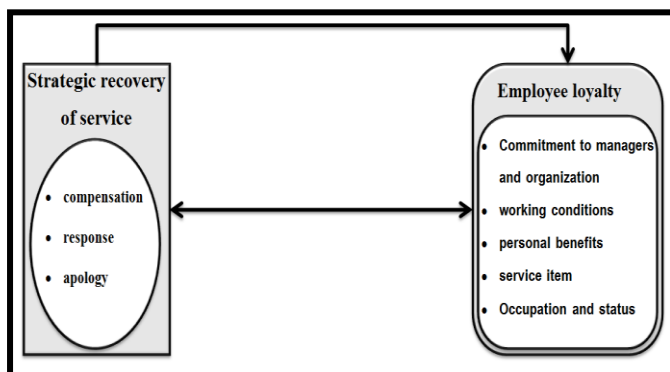 Strategic recovery
of service
• compensation
• response
• apology
Employee loyalty
• Commitment to managers
and organization
• working conditions
• personal benefits
• service item
• Occupation and status